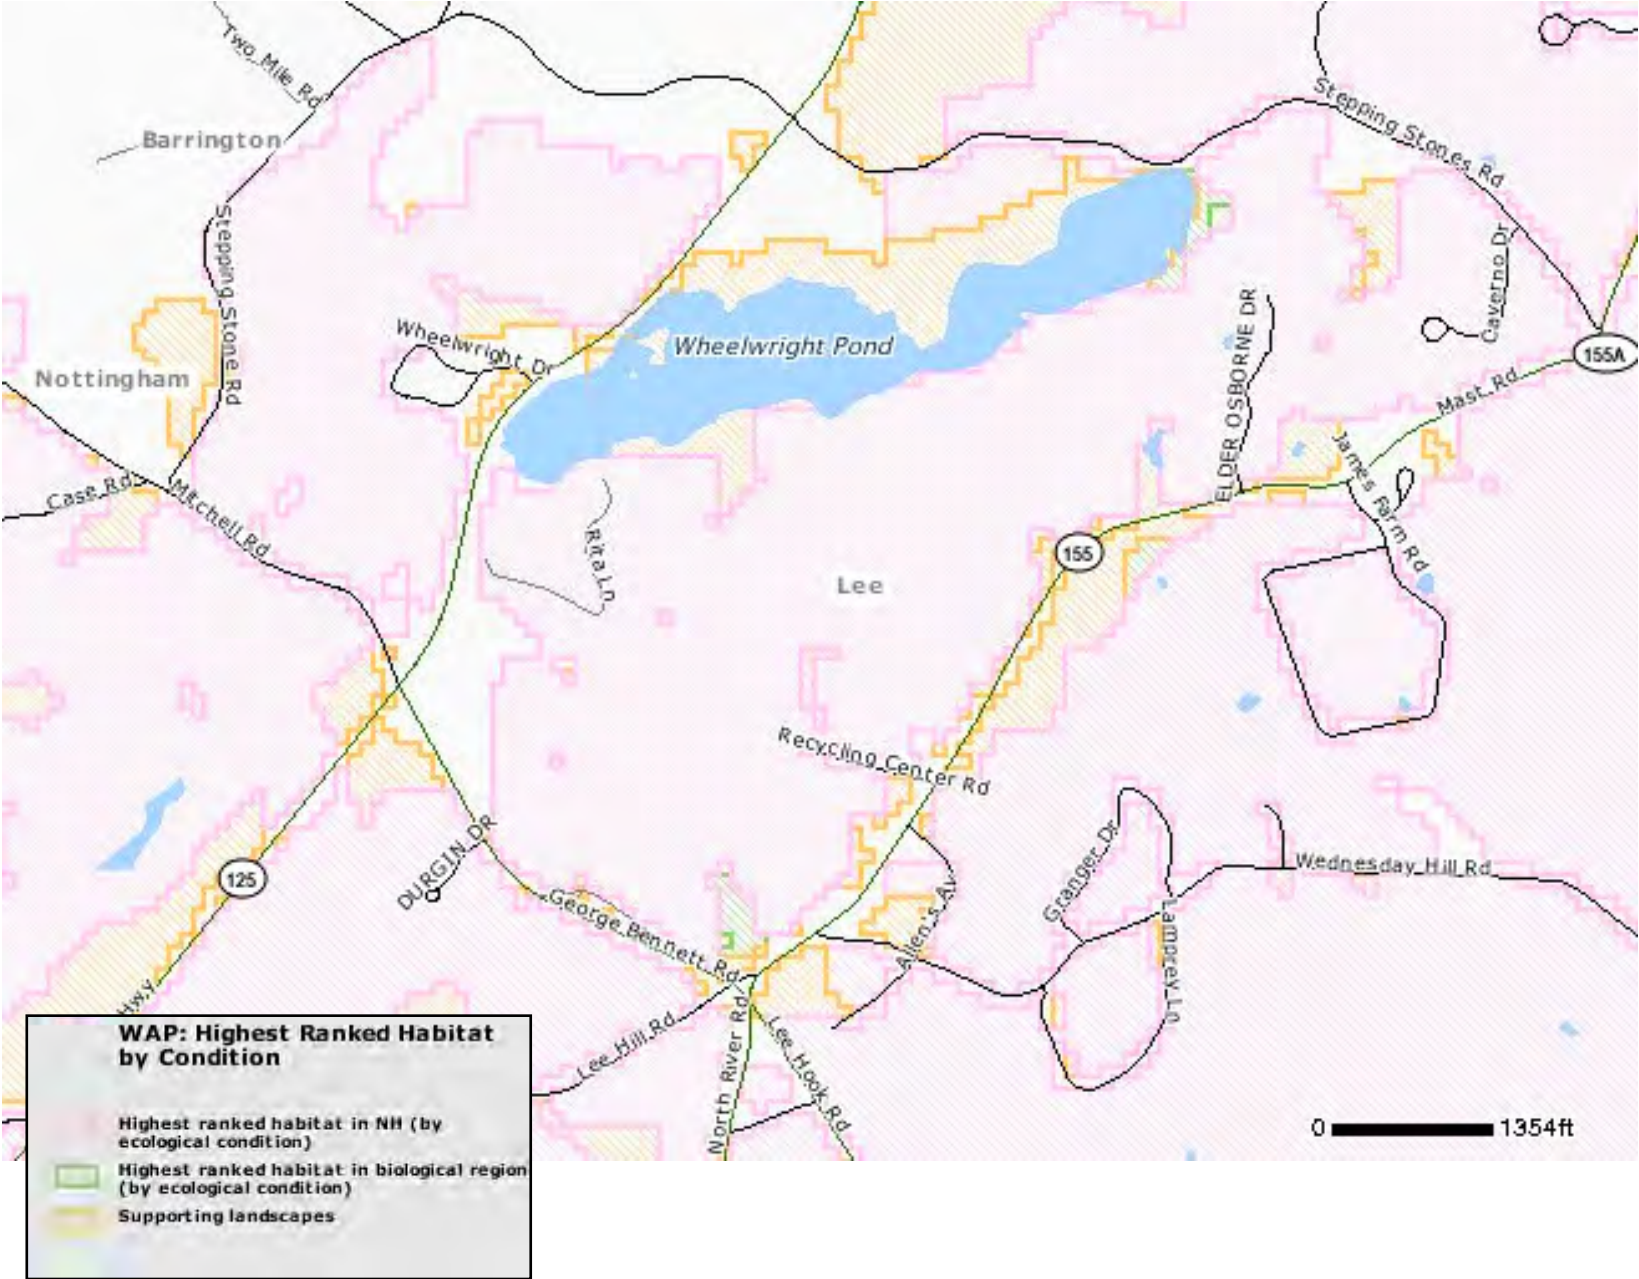 Two Mile Rd
Barrington
Stepping Stones Rd
Stepping Stone Rd
Caverno Dr
Wheelwright Dr
Wheelwright Pond
ELDER OSBORNE DR
155A
Nottingham
Mast Rd
James Farm Rd
Case Rd
Mitchell Rd
Rita Ln
155
Lee
Recycling Center Rd
125
DURGIN DR
Granger Dr
Wednesday Hill Rd
George Bennett Rd
Allen's Av
Lamprey Ln
Hwy
Lee Hill Rd
North River Rd
Lee Hook Rd
WAP: Highest Ranked Habitat
by Condition
Highest ranked habitat in NH (by
ecological condition)
Highest ranked habitat in biological region
(by ecological condition)
Supporting landscapes
0 1354ft